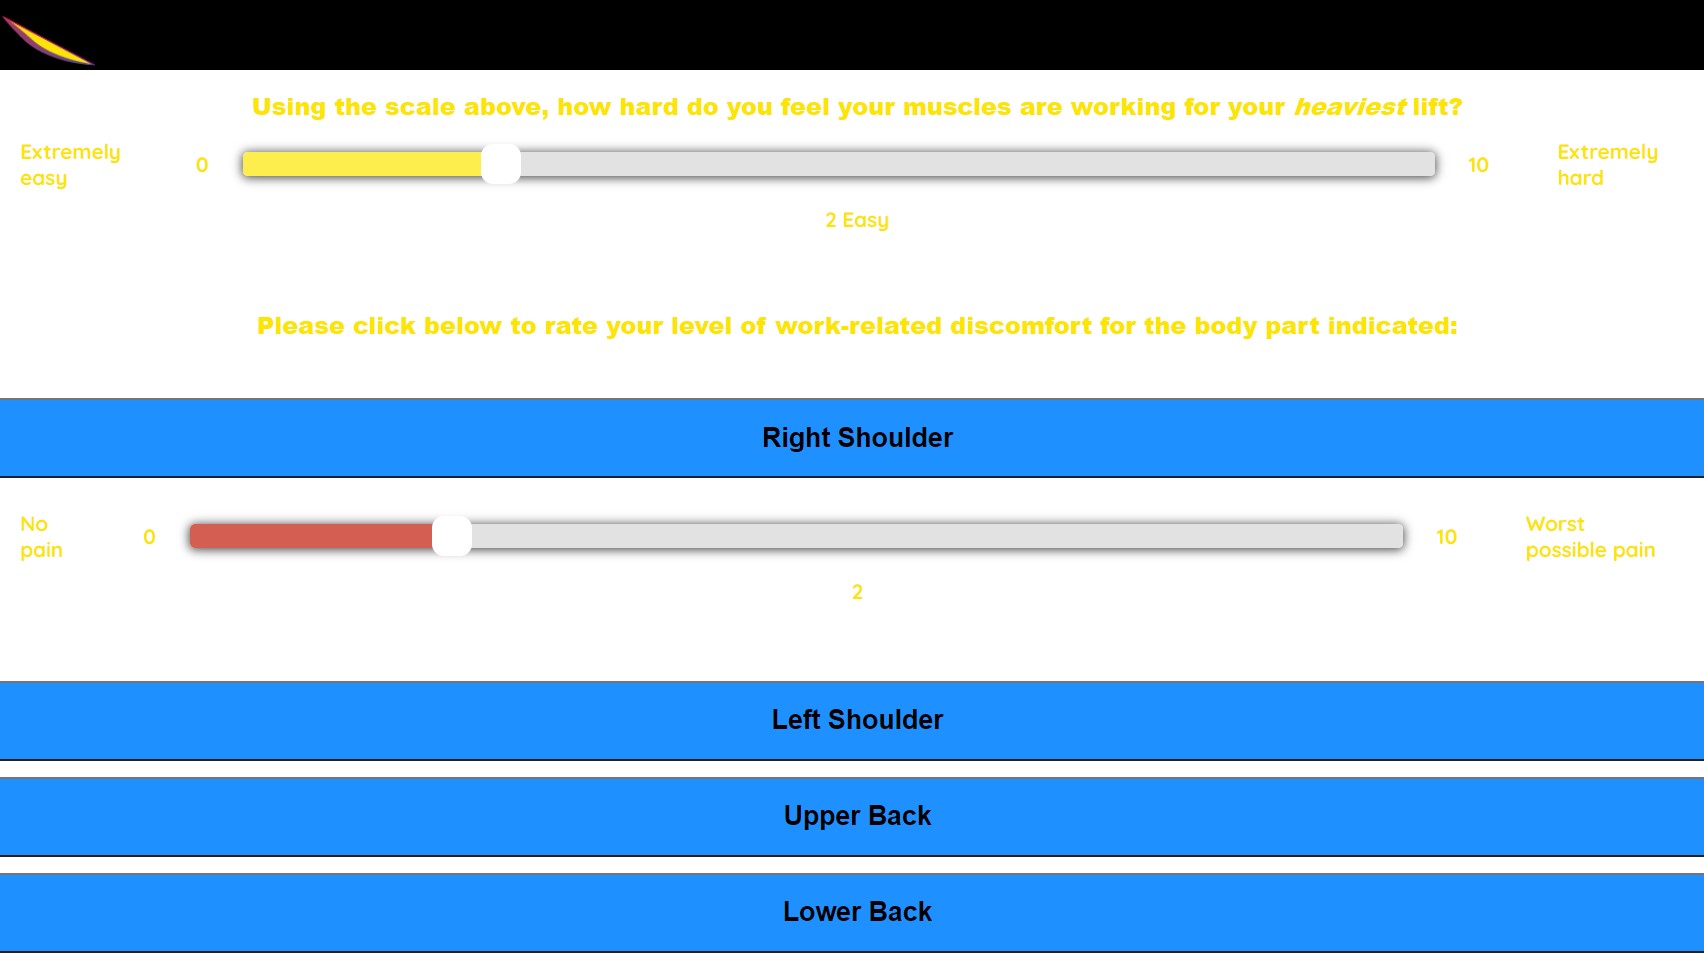 Using the scale above, how hard do you feel your muscles are working for your heaviest lift?
Extremely
easy
0
10
Extremely
hard
2 Easy
Please click below to rate your level of work-related discomfort for the body part indicated:
Right Shoulder
No
pain
0
10
Worst
possible pain
2
Left Shoulder
Upper Back
Lower Back